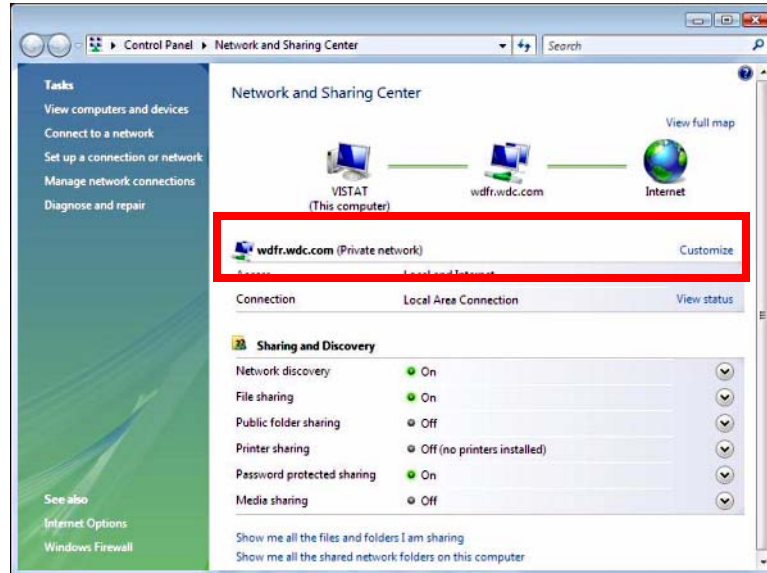 Control Panel Network and Sharing Center Search
Tasks
View computers and devices
Connect to a network
Set up a connection or network
Manage network connections
Diagnose and repair
See also
Internet Options
Windows Firewall
Network and Sharing Center
View full map
VISTAT
(This computer)
wdfr.wdc.com
Internet
wdfr.wdc.com (Private network) Customize
Access Local and Internet
Connection Local Area Connection View status
Sharing and Discovery
Network discovery On
File sharing On
Public folder sharing Off
Printer sharing Off (no printers installed)
Password protected sharing On
Media sharing Off
Show me all the files and folders I am sharing
Show me all the shared network folders on this computer